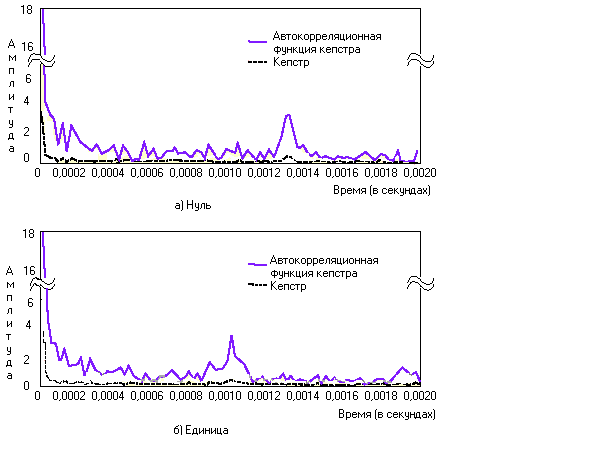 18
16
6
4
2
0
Амплитуда
Автокорреляционная
функция кепстра
Кепстр
0 0,0002 0,0004 0,0006 0,0008 0,0010 0,0012 0,0014 0,0016 0,0018 0,0020
Время (в секундах)
а) Нуль
18
16
6
4
2
0
Амплитуда
Автокорреляционная
функция кепстра
Кепстр
0 0,0002 0,0004 0,0006 0,0008 0,0010 0,0012 0,0014 0,0016 0,0018 0,0020
Время (в секундах)
б) Единица